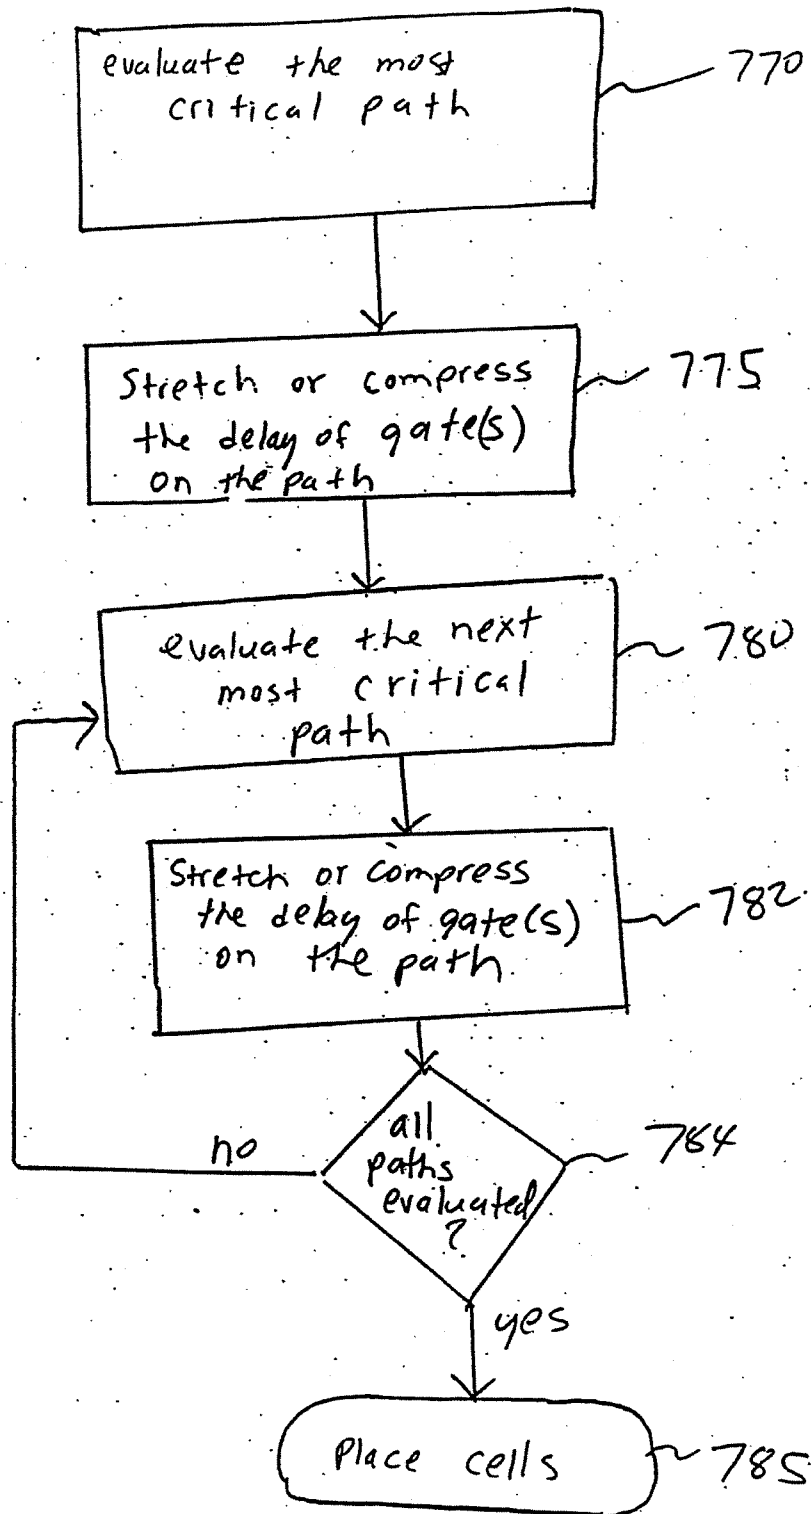 evaluate the most
critical path
770
Stretch or compress
the delay of gate(s)
on the path
775
evaluate the next
most critical
path
780
Stretch or compress
the delay of gate(s)
on the path
782
all
paths
evaluated
?
784
no
yes
Place cells
785